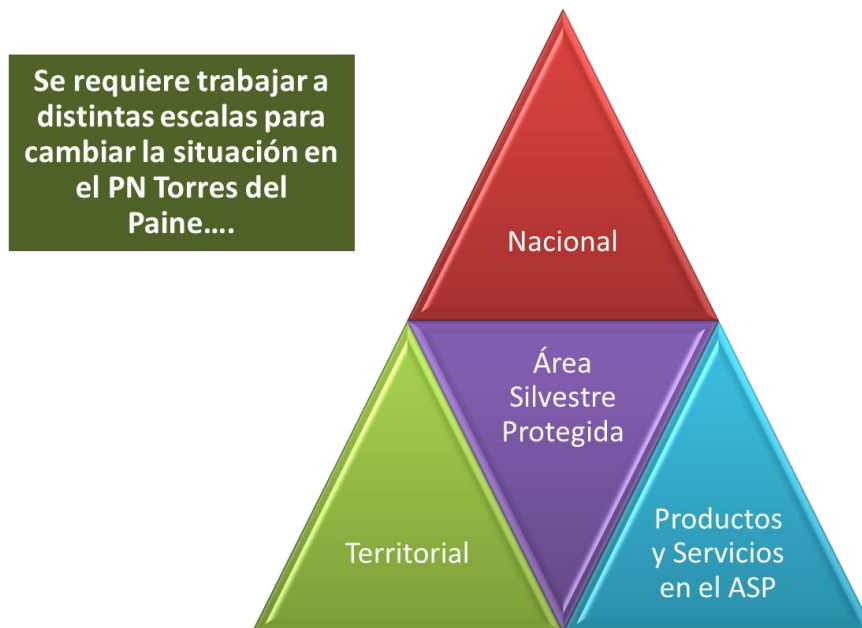 Se requiere trabajar a
distintas escalas para
cambiar la situación en
el PN Torres del
Paine....
Nacional
Área
Silvestre
Protegida
Territorial
Productos
y Servicios
en el ASP